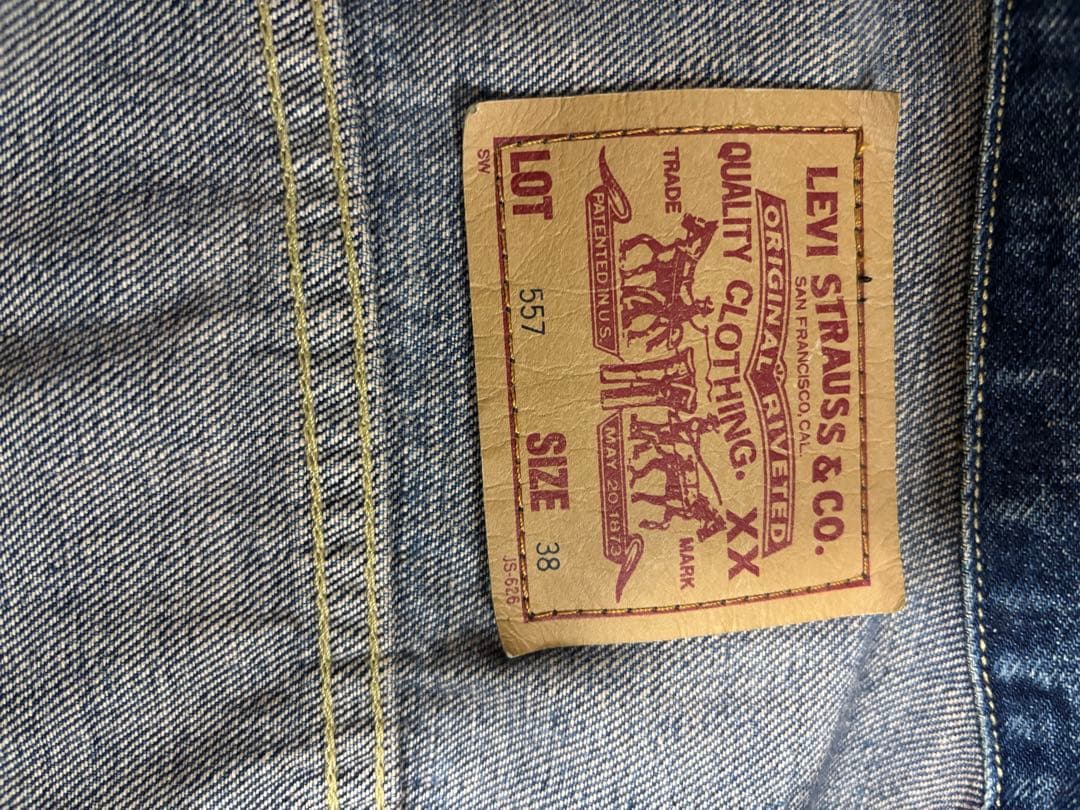 LEVI STRAUSS & CO.
SAN FRANCISCO, CAL.
ORIGINAL RIVETED
QUALITY CLOTHING. XX
TRADE MARK
PATENTED IN U S
MAY 20 1873
LOT 557 SIZE 38
SW JS-626